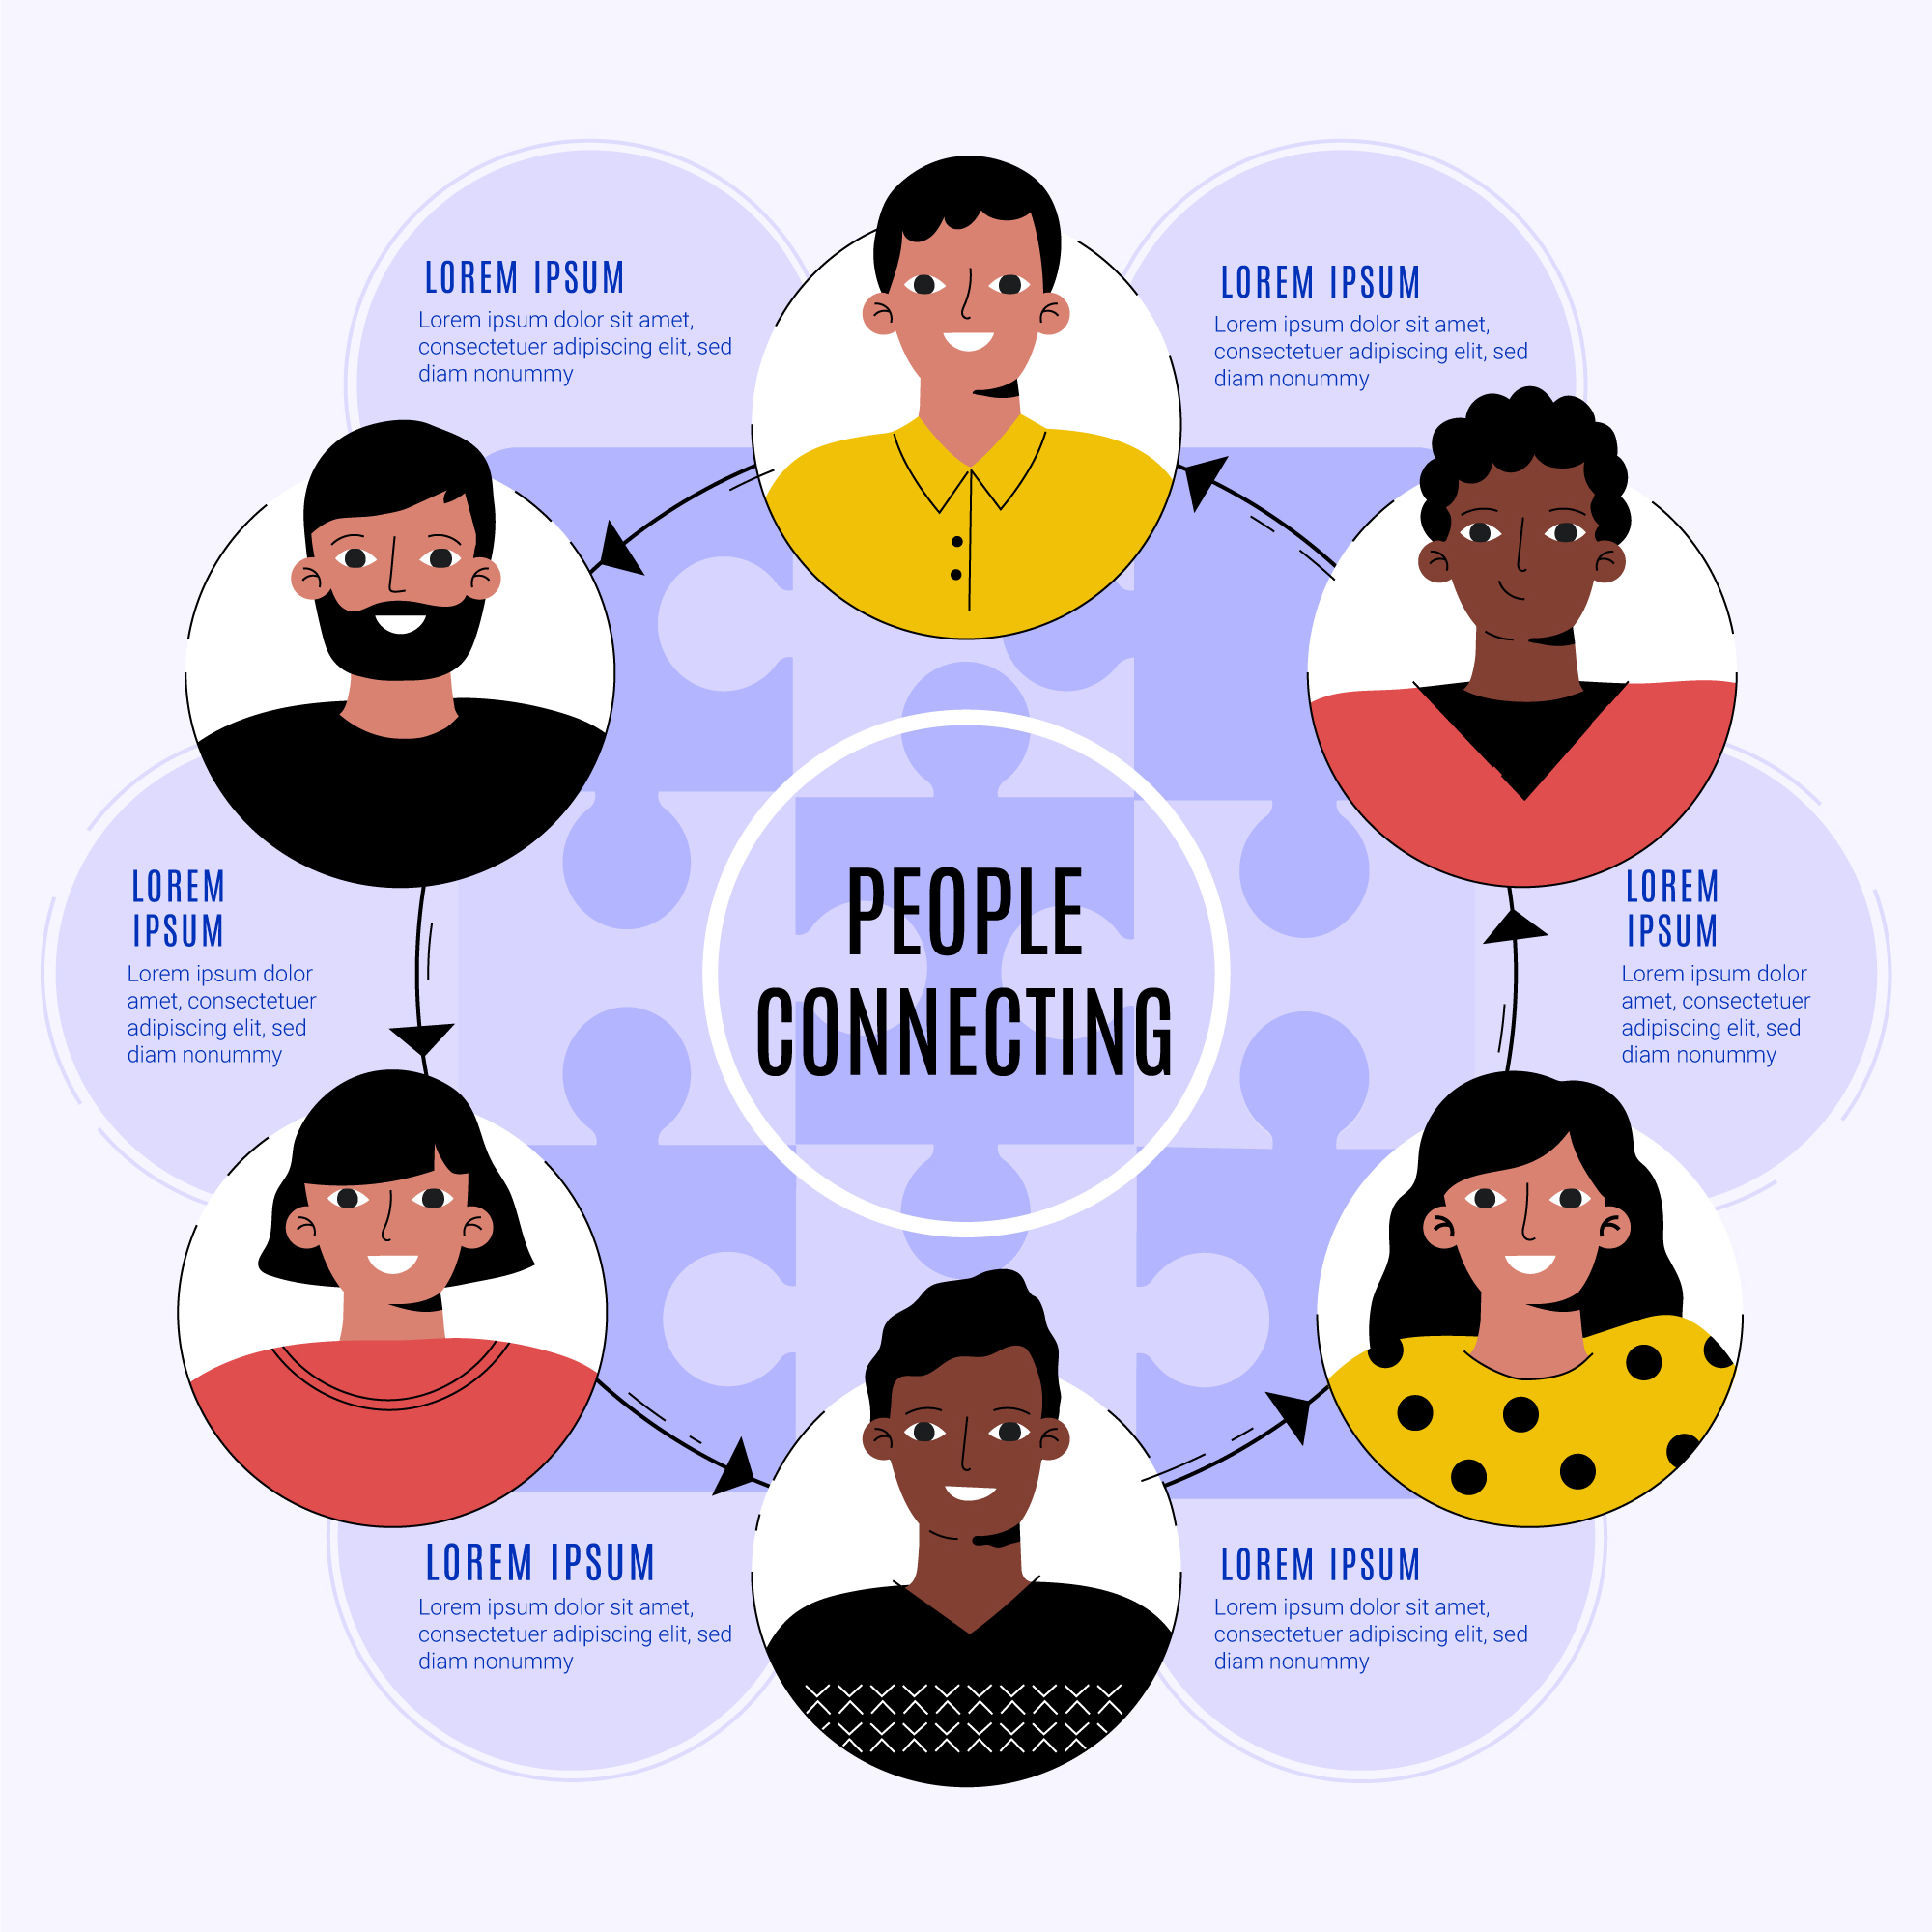 LOREM IPSUM
Lorem ipsum dolor sit amet,
consectetuer adipiscing elit, sed
diam nonummy
LOREM IPSUM
Lorem ipsum dolor sit amet,
consectetuer adipiscing elit, sed
diam nonummy
LOREM
IPSUM
Lorem ipsum dolor
amet, consectetuer
adipiscing elit, sed
diam nonummy
PEOPLE
CONNECTING
LOREM
IPSUM
Lorem ipsum dolor
amet, consectetuer
adipiscing elit, sed
diam nonummy
LOREM IPSUM
Lorem ipsum dolor sit amet,
consectetuer adipiscing elit, sed
diam nonummy
LOREM IPSUM
Lorem ipsum dolor sit amet,
consectetuer adipiscing elit, sed
diam nonummy